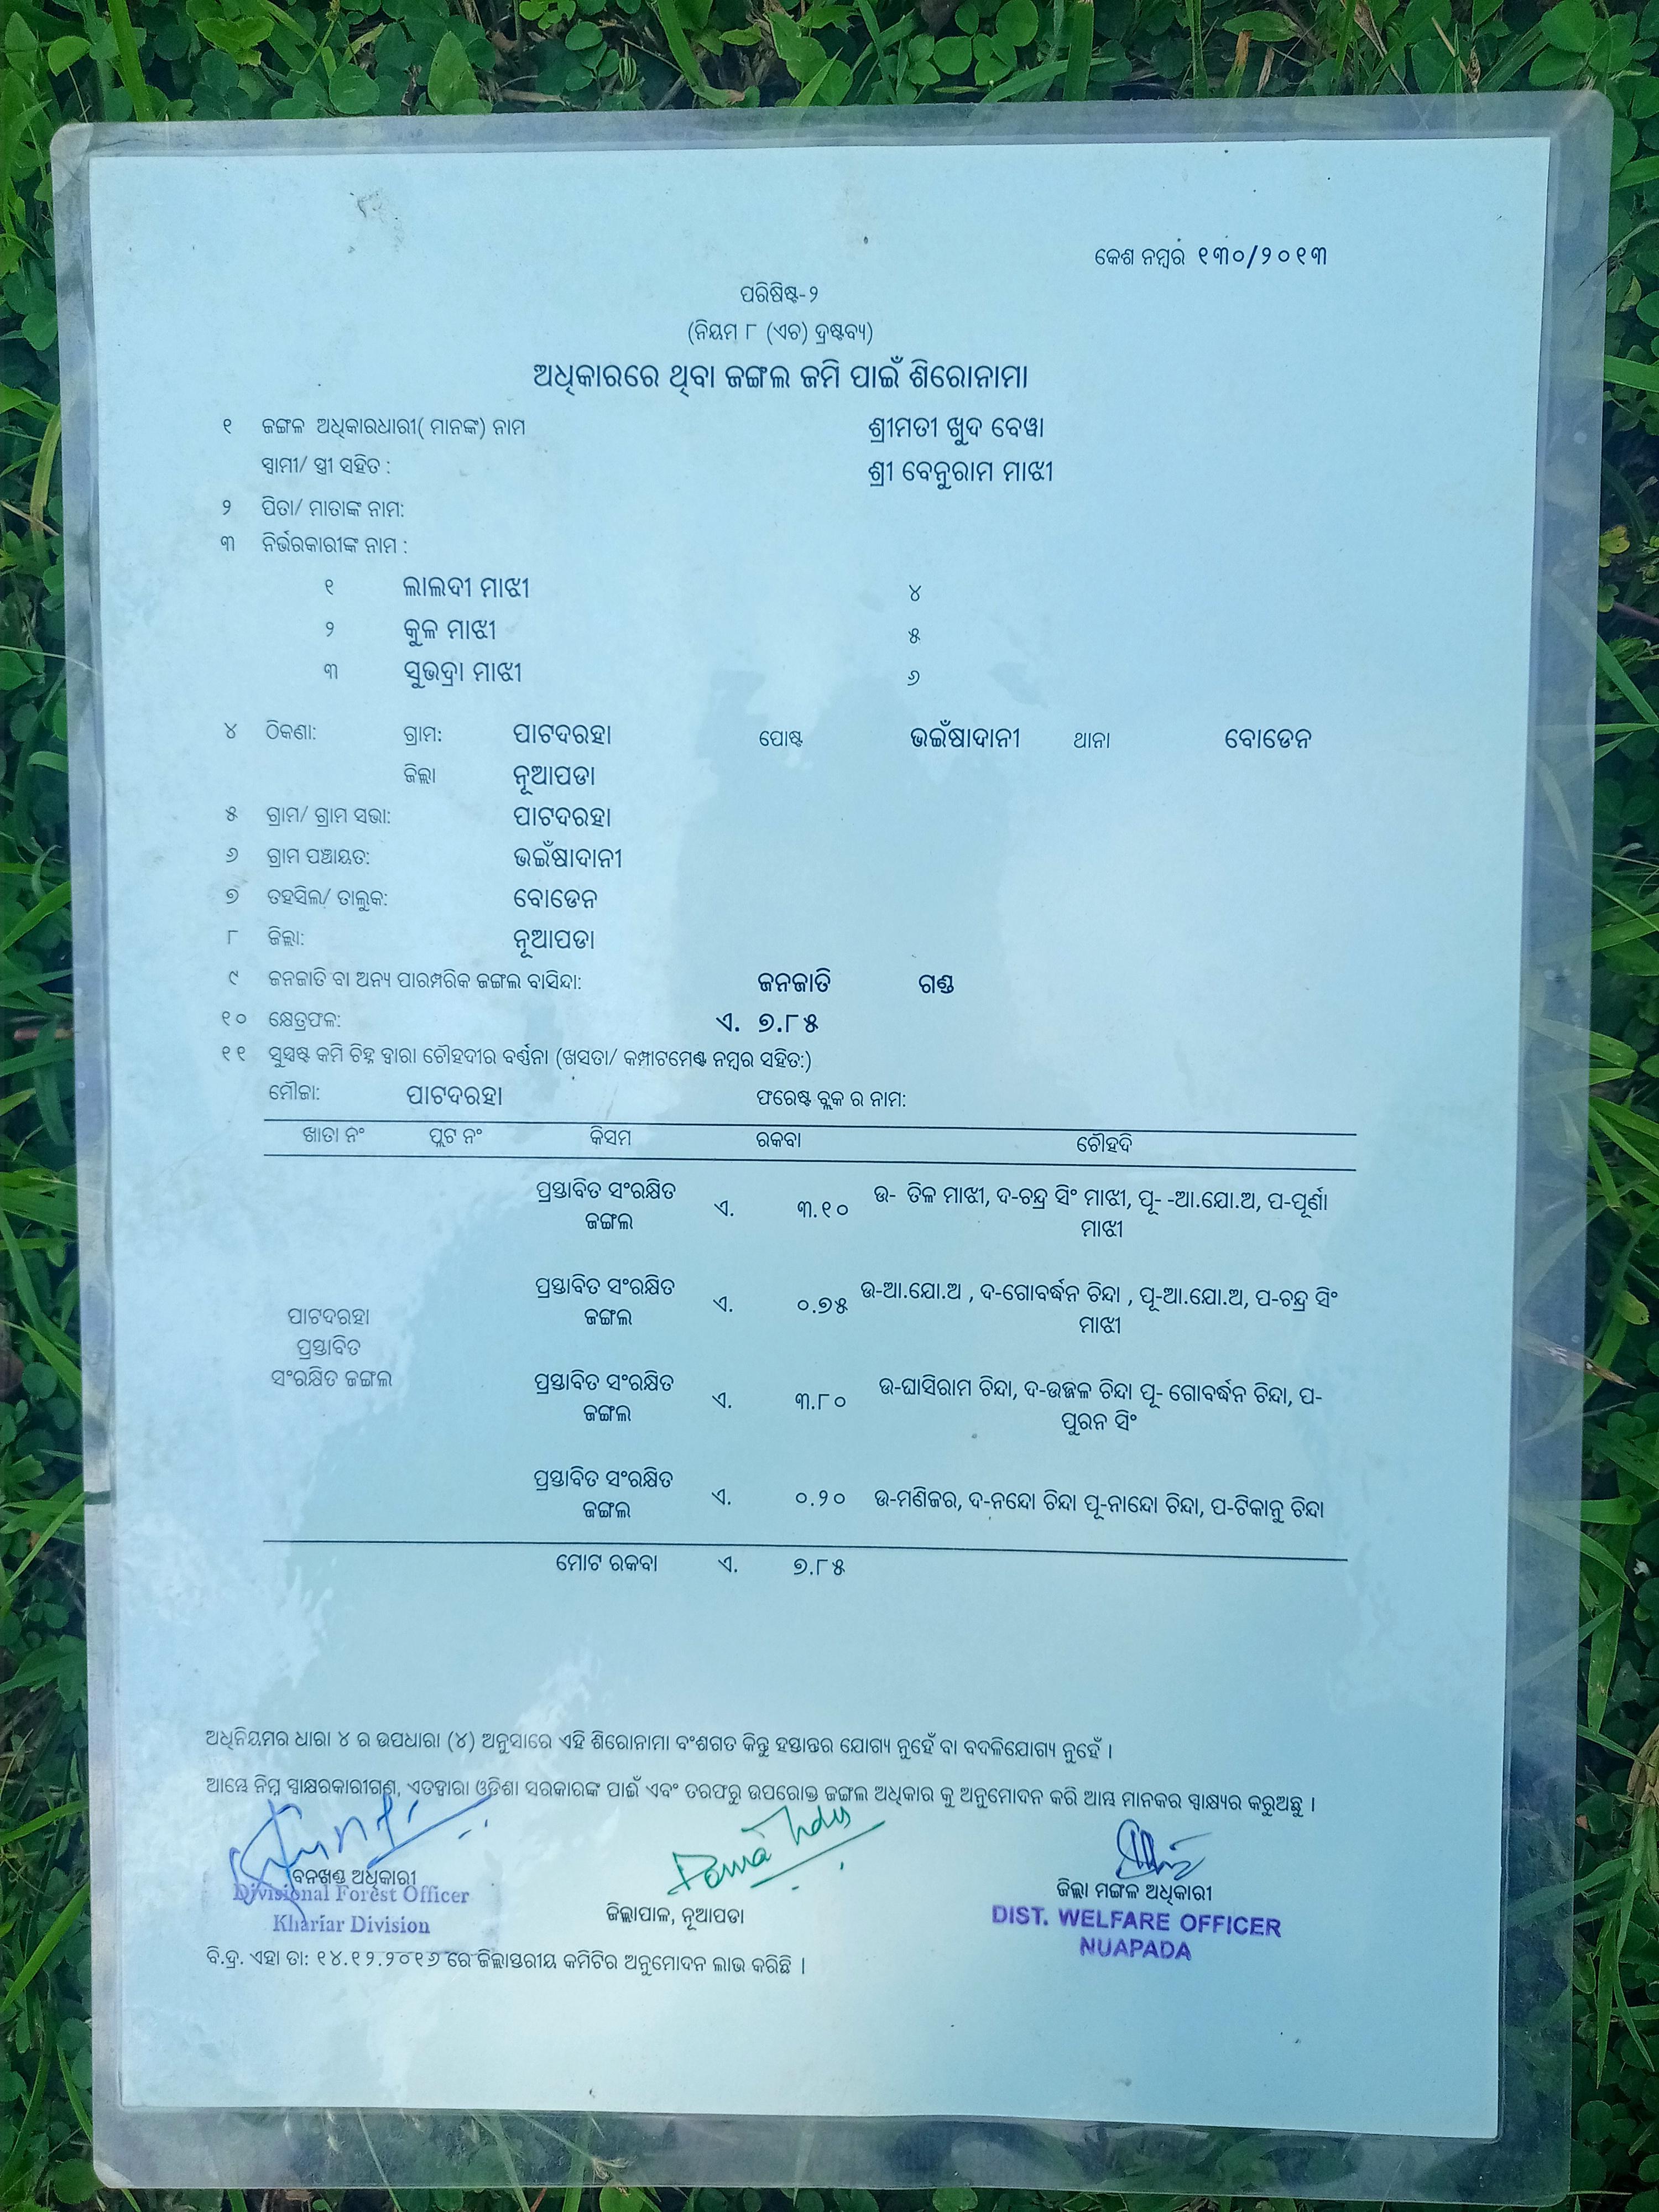 କେଶ ନମ୍ବର ୧୩୦/୨୦୧୩
ପରିଶିଷ୍ଟ-୨
(ନିୟମ ୮ (ଏଚ) ଦ୍ରଷ୍ଟବ୍ୟ)
ଅଧିକାରରେ ଥିବା ଜଙ୍ଗଲ ଜମି ପାଇଁ ଶିରୋନାମା
୧ ଜଙ୍ଗଲ ଅଧିକାରଧାରୀ( ମାନଙ୍କ) ନାମ ଶ୍ରୀମତୀ ଖୁଦ ବେୱା
ସ୍ୱାମୀ/ ସ୍ତ୍ରୀ ସହିତ : ଶ୍ରୀ ବେନୁରାମ ମାଝୀ
୨ ପିତା/ ମାତାଙ୍କ ନାମ:
୩ ନିର୍ଭରକାରୀଙ୍କ ନାମ :
୧ ଲାଲଦୀ ମାଝୀ ୪
୨ କୁଳ ମାଝୀ ୫
୩ ସୁଭଦ୍ରା ମାଝୀ ୬
୪ ଠିକଣା: ଗ୍ରାମ: ପାଟଦରହା ପୋଷ୍ଟ ଭଇଁଷାଦାନୀ ଥାନା ବୋଡେନ
ଜିଲ୍ଲା ନୂଆପଡା
୫ ଗ୍ରାମ/ ଗ୍ରାମ ସଭା: ପାଟଦରହା
୬ ଗ୍ରାମ ପଞ୍ଚାୟତ: ଭଇଁଷାଦାନୀ
୭ ତହସିଲ/ ତାଲୁକ: ବୋଡେନ
୮ ଜିଲ୍ଲା: ନୂଆପଡା
୯ ଜନଜାତି ବା ଅନ୍ୟ ପାରମ୍ପରିକ ଜଙ୍ଗଲ ବାସିନ୍ଦା: ଜନଜାତି ଗଣ୍ଡ
୧୦ କ୍ଷେତ୍ରଫଳ: ଏ. ୭.୮୫
୧୧ ସୁସ୍ପଷ୍ଟ ଜମି ଚିହ୍ନ ଦ୍ୱାରା ଚୌହଦୀର ବର୍ଣ୍ଣନା (ଖସଡା/ କମ୍ପାଟମେଣ୍ଟ ନମ୍ବର ସହିତ:)
ମୌଜା: ପାଟଦରହା ଫରେଷ୍ଟ ବ୍ଲକ ର ନାମ:
ଖାତା ନଂ ପ୍ଲଟ ନଂ କିସମ ରକବା ଚୌହଦି
ପ୍ରସ୍ତାବିତ ସଂରକ୍ଷିତ ଜଙ୍ଗଲ ଏ. ୩.୧୦ ଉ- ତିଳ ମାଝୀ, ଦ-ଚନ୍ଦ୍ର ସିଂ ମାଝୀ, ପୂ- -ଆ.ଯୋ.ଅ, ପ-ପୂର୍ଣା ମାଝୀ
ପାଟଦରହା
ପ୍ରସ୍ତାବିତ
ସଂରକ୍ଷିତ ଜଙ୍ଗଲ
ପ୍ରସ୍ତାବିତ ସଂରକ୍ଷିତ ଜଙ୍ଗଲ ଏ. ୦.୭୫ ଉ-ଆ.ଯୋ.ଅ , ଦ-ଗୋବର୍ଦ୍ଧନ ଚିନ୍ଦା , ପୂ-ଆ.ଯୋ.ଅ, ପ-ଚନ୍ଦ୍ର ସିଂ ମାଝୀ
ପ୍ରସ୍ତାବିତ ସଂରକ୍ଷିତ ଜଙ୍ଗଲ ଏ. ୩.୮୦ ଉ-ଘାସିରାମ ଚିନ୍ଦା, ଦ-ଉଜ୍ଜଳ ଚିନ୍ଦା ପୂ- ଗୋବର୍ଦ୍ଧନ ଚିନ୍ଦା, ପ-ପୁରନ ସିଂ
ପ୍ରସ୍ତାବିତ ସଂରକ୍ଷିତ ଜଙ୍ଗଲ ଏ. ୦.୨୦ ଉ-ମଣିଜର, ଦ-ନନ୍ଦୋ ଚିନ୍ଦା ପୂ-ନାନ୍ଦୋ ଚିନ୍ଦା, ପ-ଟିକାନୁ ଚିନ୍ଦା
ମୋଟ ରକବା ଏ. ୭.୮୫
ଅଧିନିୟମର ଧାରା ୪ ର ଉପଧାରା (୪) ଅନୁସାରେ ଏହି ଶିରୋନାମା ବଂଶଗତ କିନ୍ତୁ ହସ୍ତାନ୍ତର ଯୋଗ୍ୟ ନୁହେଁ ବା ବଦଳିଯୋଗ୍ୟ ନୁହେଁ ।
ଆମ୍ଭେ ନିମ୍ନ ସ୍ୱାକ୍ଷରକାରୀଗଣ, ଏତଦ୍ୱାରା ଓଡିଶା ସରକାରଙ୍କ ପାଇଁ ଏବଂ ତରଫରୁ ଉପରୋକ୍ତ ଜଙ୍ଗଲ ଅଧିକାର କୁ ଅନୁମୋଦନ କରି ଆମ୍ଭ ମାନକର ସ୍ୱାକ୍ଷ୍ୟର କରୁଅଛୁ ।
ବନଖଣ୍ଡ ଅଧିକାରୀ
Divisional Forest Officer
Khariar Division
ଜିଲ୍ଲାପାଳ, ନୂଆପଡା
ଜିଲ୍ଲା ମଙ୍ଗଳ ଅଧିକାରୀ
DIST. WELFARE OFFICER
NUAPADA
ବି.ଦ୍ର. ଏହା ତା: ୧୪.୧୨.୨୦୧୬ ରେ ଜିଲ୍ଲାସ୍ତରୀୟ କମିଟିର ଅନୁମୋଦନ ଲାଭ କରିଛି ।